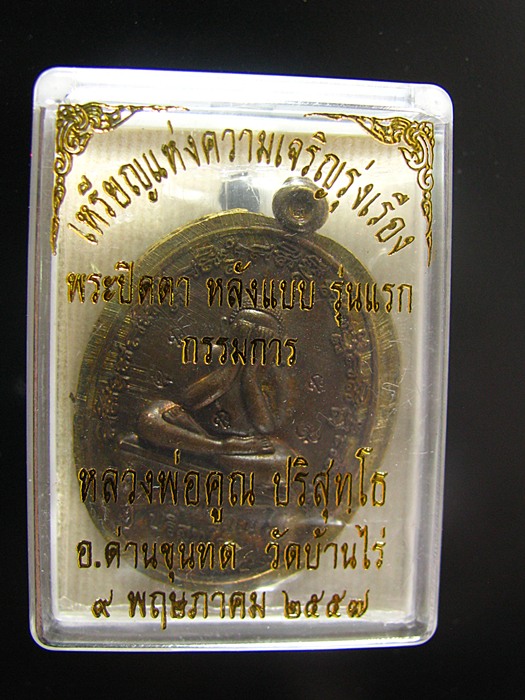 เหรียญแห่งความเจริญรุ่งเรือง
พระปิดตา หลังแบบ รุ่นแรก
กรรมการ
หลวงพ่อคูณ ปริสุทฺโธ
อ.ด่านขุนทด วัดบ้านไร่
๙ พฤษภาคม ๒๕๕๗